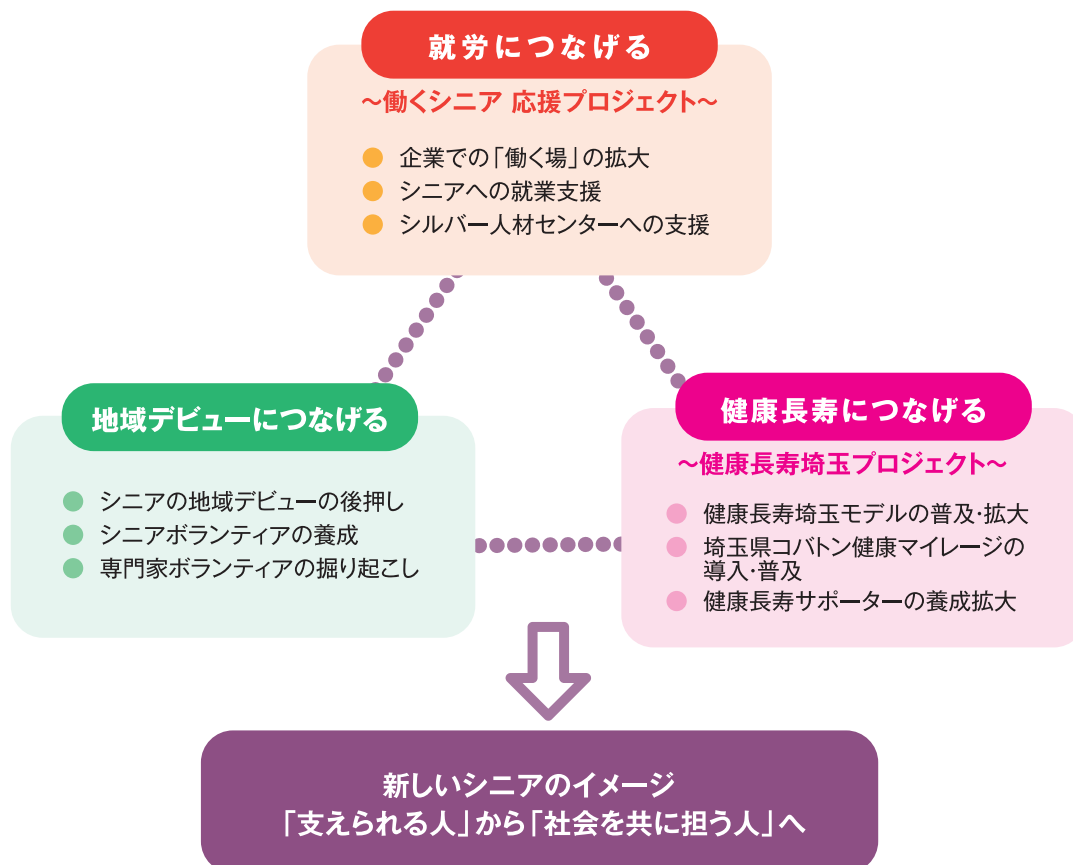 就労につなげる
～働くシニア 応援プロジェクト～
企業での「働く場」の拡大
シニアへの就業支援
シルバー人材センターへの支援
地域デビューにつなげる
シニアの地域デビューの後押し
シニアボランティアの養成
専門家ボランティアの掘り起こし
健康長寿につなげる
～健康長寿埼玉プロジェクト～
健康長寿埼玉モデルの普及・拡大
埼玉県コバトン健康マイレージの
導入・普及
健康長寿サポーターの養成拡大
新しいシニアのイメージ
「支えられる人」から「社会を共に担う人」へ